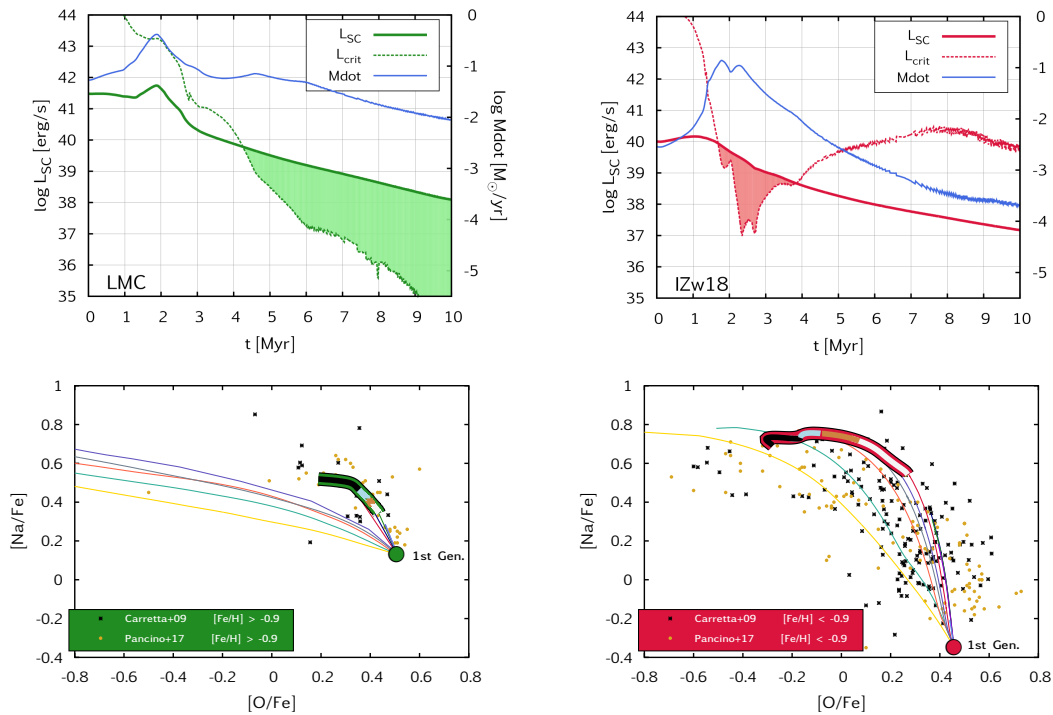 44
43
42
41
40
39
38
37
36
35
0
-1
-2
-3
-4
-5
L_SC
L_crit
Mdot
log L_SC [erg/s]
log Mdot [M_⊙/yr]
LMC
0 1 2 3 4 5 6 7 8 9 10
t [Myr]
44
43
42
41
40
39
38
37
36
35
0
-1
-2
-3
-4
-5
L_SC
L_crit
Mdot
log L_SC [erg/s]
IZw18
0 1 2 3 4 5 6 7 8 9 10
t [Myr]
1
0.8
0.6
0.4
0.2
0
-0.2
-0.4
[Na/Fe]
1st Gen.
Carretta+09 [Fe/H] > -0.9
Pancino+17 [Fe/H] > -0.9
-0.8 -0.6 -0.4 -0.2 0 0.2 0.4 0.6 0.8
[O/Fe]
1
0.8
0.6
0.4
0.2
0
-0.2
-0.4
[Na/Fe]
1st Gen.
Carretta+09 [Fe/H] < -0.9
Pancino+17 [Fe/H] < -0.9
-0.8 -0.6 -0.4 -0.2 0 0.2 0.4 0.6 0.8
[O/Fe]